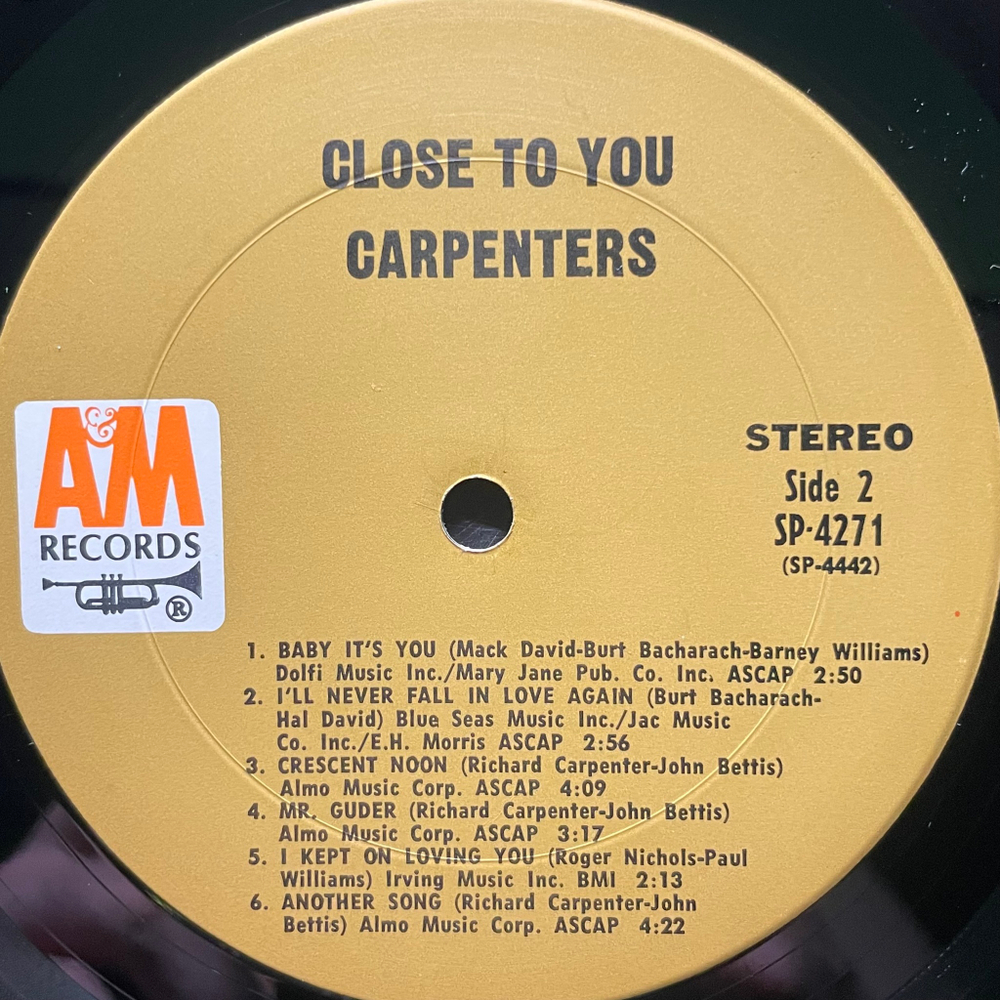 CLOSE TO YOU
CARPENTERS
A&M
RECORDS
®
STEREO
Side 2
SP-4271
(SP-4442)
1. BABY IT'S YOU (Mack David-Burt Bacharach-Barney Williams)
Dolfi Music Inc./Mary Jane Pub. Co. Inc. ASCAP 2:50
2. I'LL NEVER FALL IN LOVE AGAIN (Burt Bacharach-
Hal David) Blue Seas Music Inc./Jac Music
Co. Inc./E.H. Morris ASCAP 2:56
3. CRESCENT NOON (Richard Carpenter-John Bettis)
Almo Music Corp. ASCAP 4:09
4. MR. GUDER (Richard Carpenter-John Bettis)
Almo Music Corp. ASCAP 3:17
5. I KEPT ON LOVING YOU (Roger Nichols-Paul
Williams) Irving Music Inc. BMI 2:13
6. ANOTHER SONG (Richard Carpenter-John
Bettis) Almo Music Corp. ASCAP 4:22